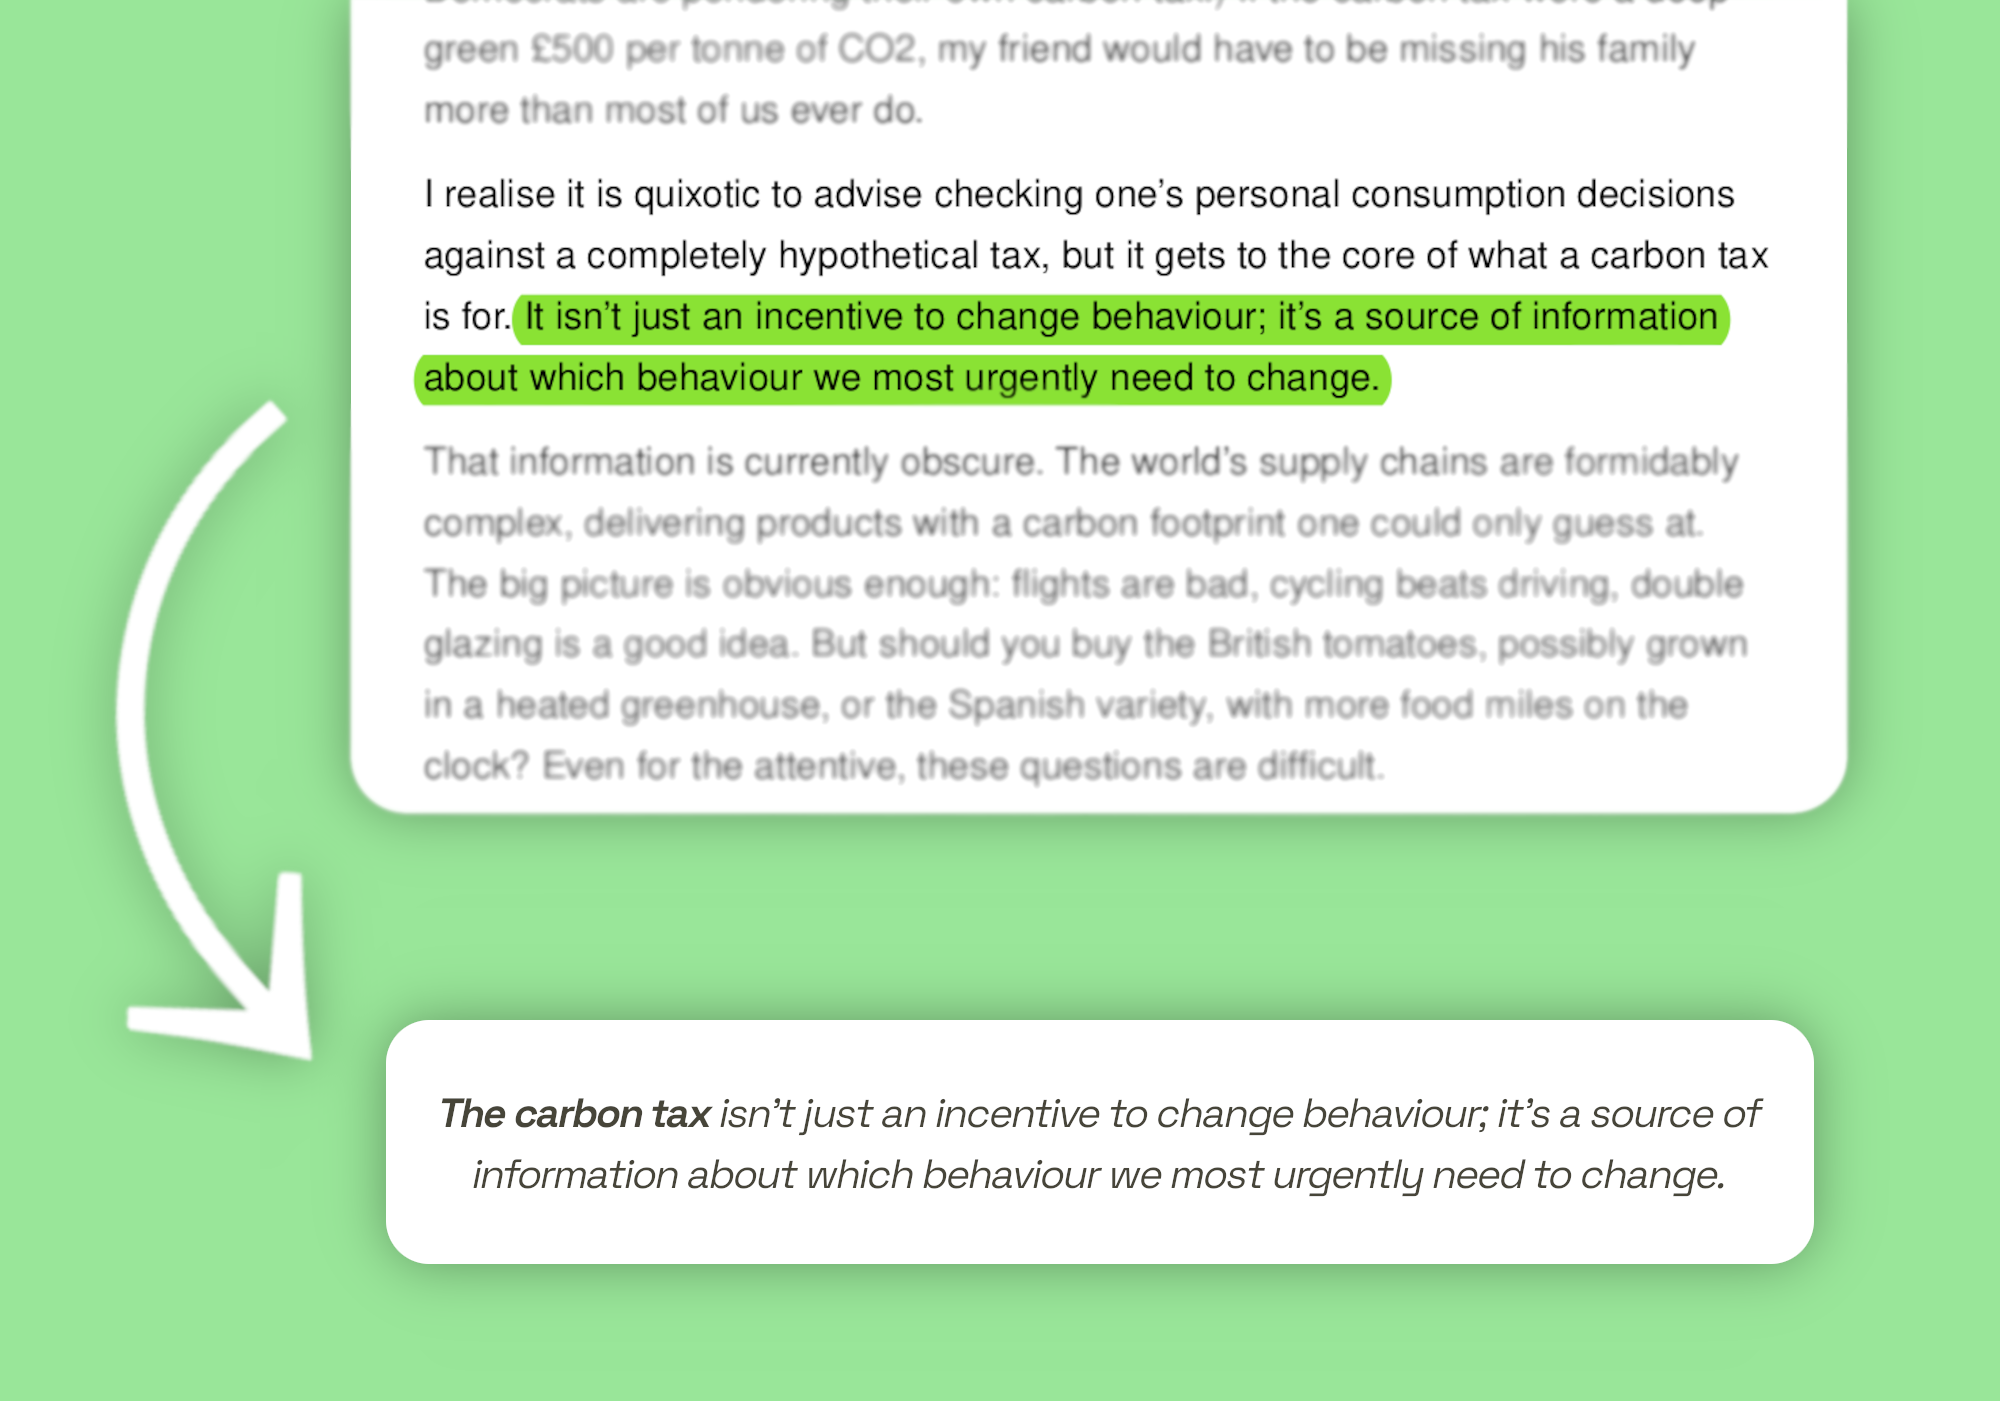 green £500 per tonne of CO2, my friend would have to be missing his family
more than most of us ever do.
I realise it is quixotic to advise checking one’s personal consumption decisions
against a completely hypothetical tax, but it gets to the core of what a carbon tax
is for. It isn’t just an incentive to change behaviour; it’s a source of information
about which behaviour we most urgently need to change.
That information is currently obscure. The world’s supply chains are formidably
complex, delivering products with a carbon footprint one could only guess at.
The big picture is obvious enough: flights are bad, cycling beats driving, double
glazing is a good idea. But should you buy the British tomatoes, possibly grown
in a heated greenhouse, or the Spanish variety, with more food miles on the
clock? Even for the attentive, these questions are difficult.
The carbon tax isn’t just an incentive to change behaviour; it’s a source of
information about which behaviour we most urgently need to change.